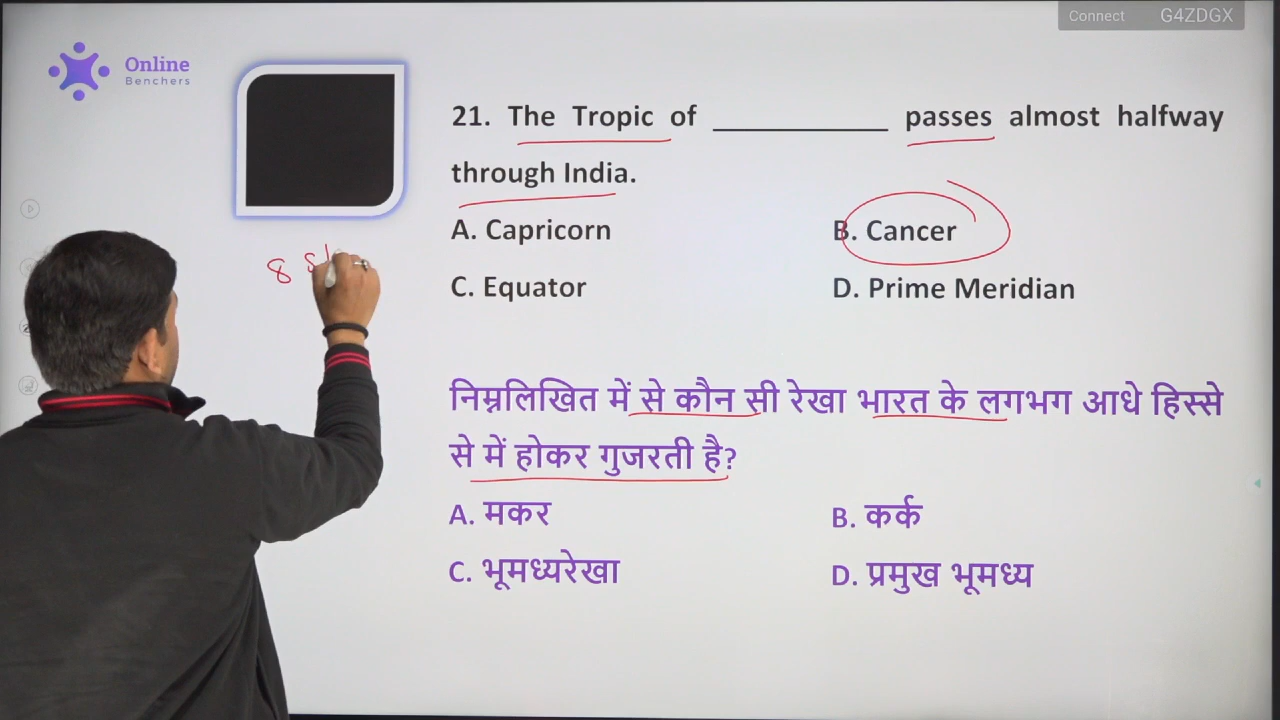 Connect G4ZDGX
Online
Benchers
21. The Tropic of ____________ passes almost halfway
through India.
A. Capricorn B. Cancer
C. Equator D. Prime Meridian
8
निम्नलिखित में से कौन सी रेखा भारत के लगभग आधे हिस्से
से में होकर गुजरती है?
A. मकर B. कर्क
C. भूमध्यरेखा D. प्रमुख भूमध्य